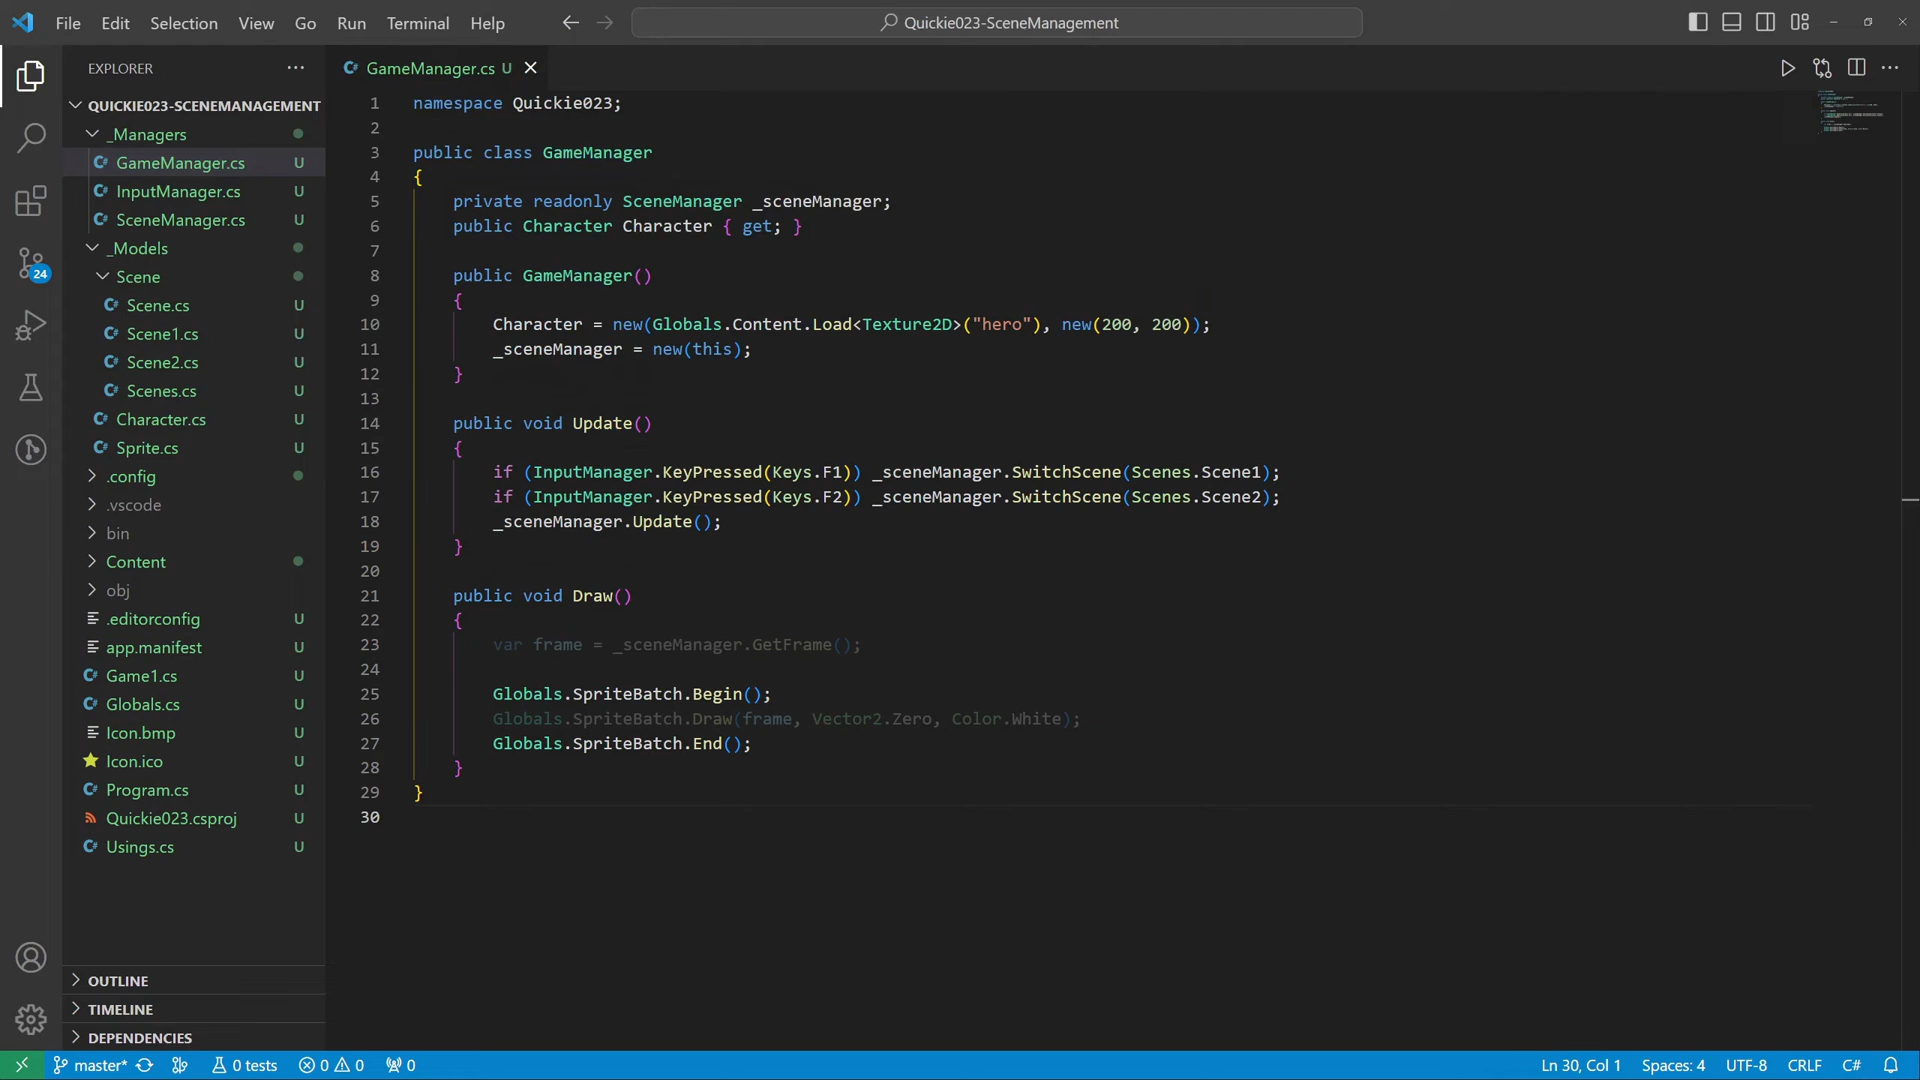 File Edit Selection View Go Run Terminal Help
Quickie023-SceneManagement
EXPLORER
QUICKIE023-SCENEMANAGEMENT
_Managers
GameManager.cs U
InputManager.cs U
SceneManager.cs U
_Models
Scene
Scene.cs U
Scene1.cs U
Scene2.cs U
Scenes.cs U
Character.cs U
Sprite.cs U
.config
.vscode
bin
Content
obj
.editorconfig U
app.manifest U
Game1.cs U
Globals.cs U
Icon.bmp U
Icon.ico U
Program.cs U
Quickie023.csproj U
Usings.cs U
OUTLINE
TIMELINE
DEPENDENCIES
24
GameManager.cs U
1 namespace Quickie023;
2
3 public class GameManager
4 {
5 private readonly SceneManager _sceneManager;
6 public Character Character { get; }
7
8 public GameManager()
9 {
10 Character = new(Globals.Content.Load<Texture2D>("hero"), new(200, 200));
11 _sceneManager = new(this);
12 }
13
14 public void Update()
15 {
16 if (InputManager.KeyPressed(Keys.F1)) _sceneManager.SwitchScene(Scenes.Scene1);
17 if (InputManager.KeyPressed(Keys.F2)) _sceneManager.SwitchScene(Scenes.Scene2);
18 _sceneManager.Update();
19 }
20
21 public void Draw()
22 {
23 var frame = _sceneManager.GetFrame();
24
25 Globals.SpriteBatch.Begin();
26 Globals.SpriteBatch.Draw(frame, Vector2.Zero, Color.White);
27 Globals.SpriteBatch.End();
28 }
29 }
30
master* 0 tests 0 0 0 Ln 30, Col 1 Spaces: 4 UTF-8 CRLF C#